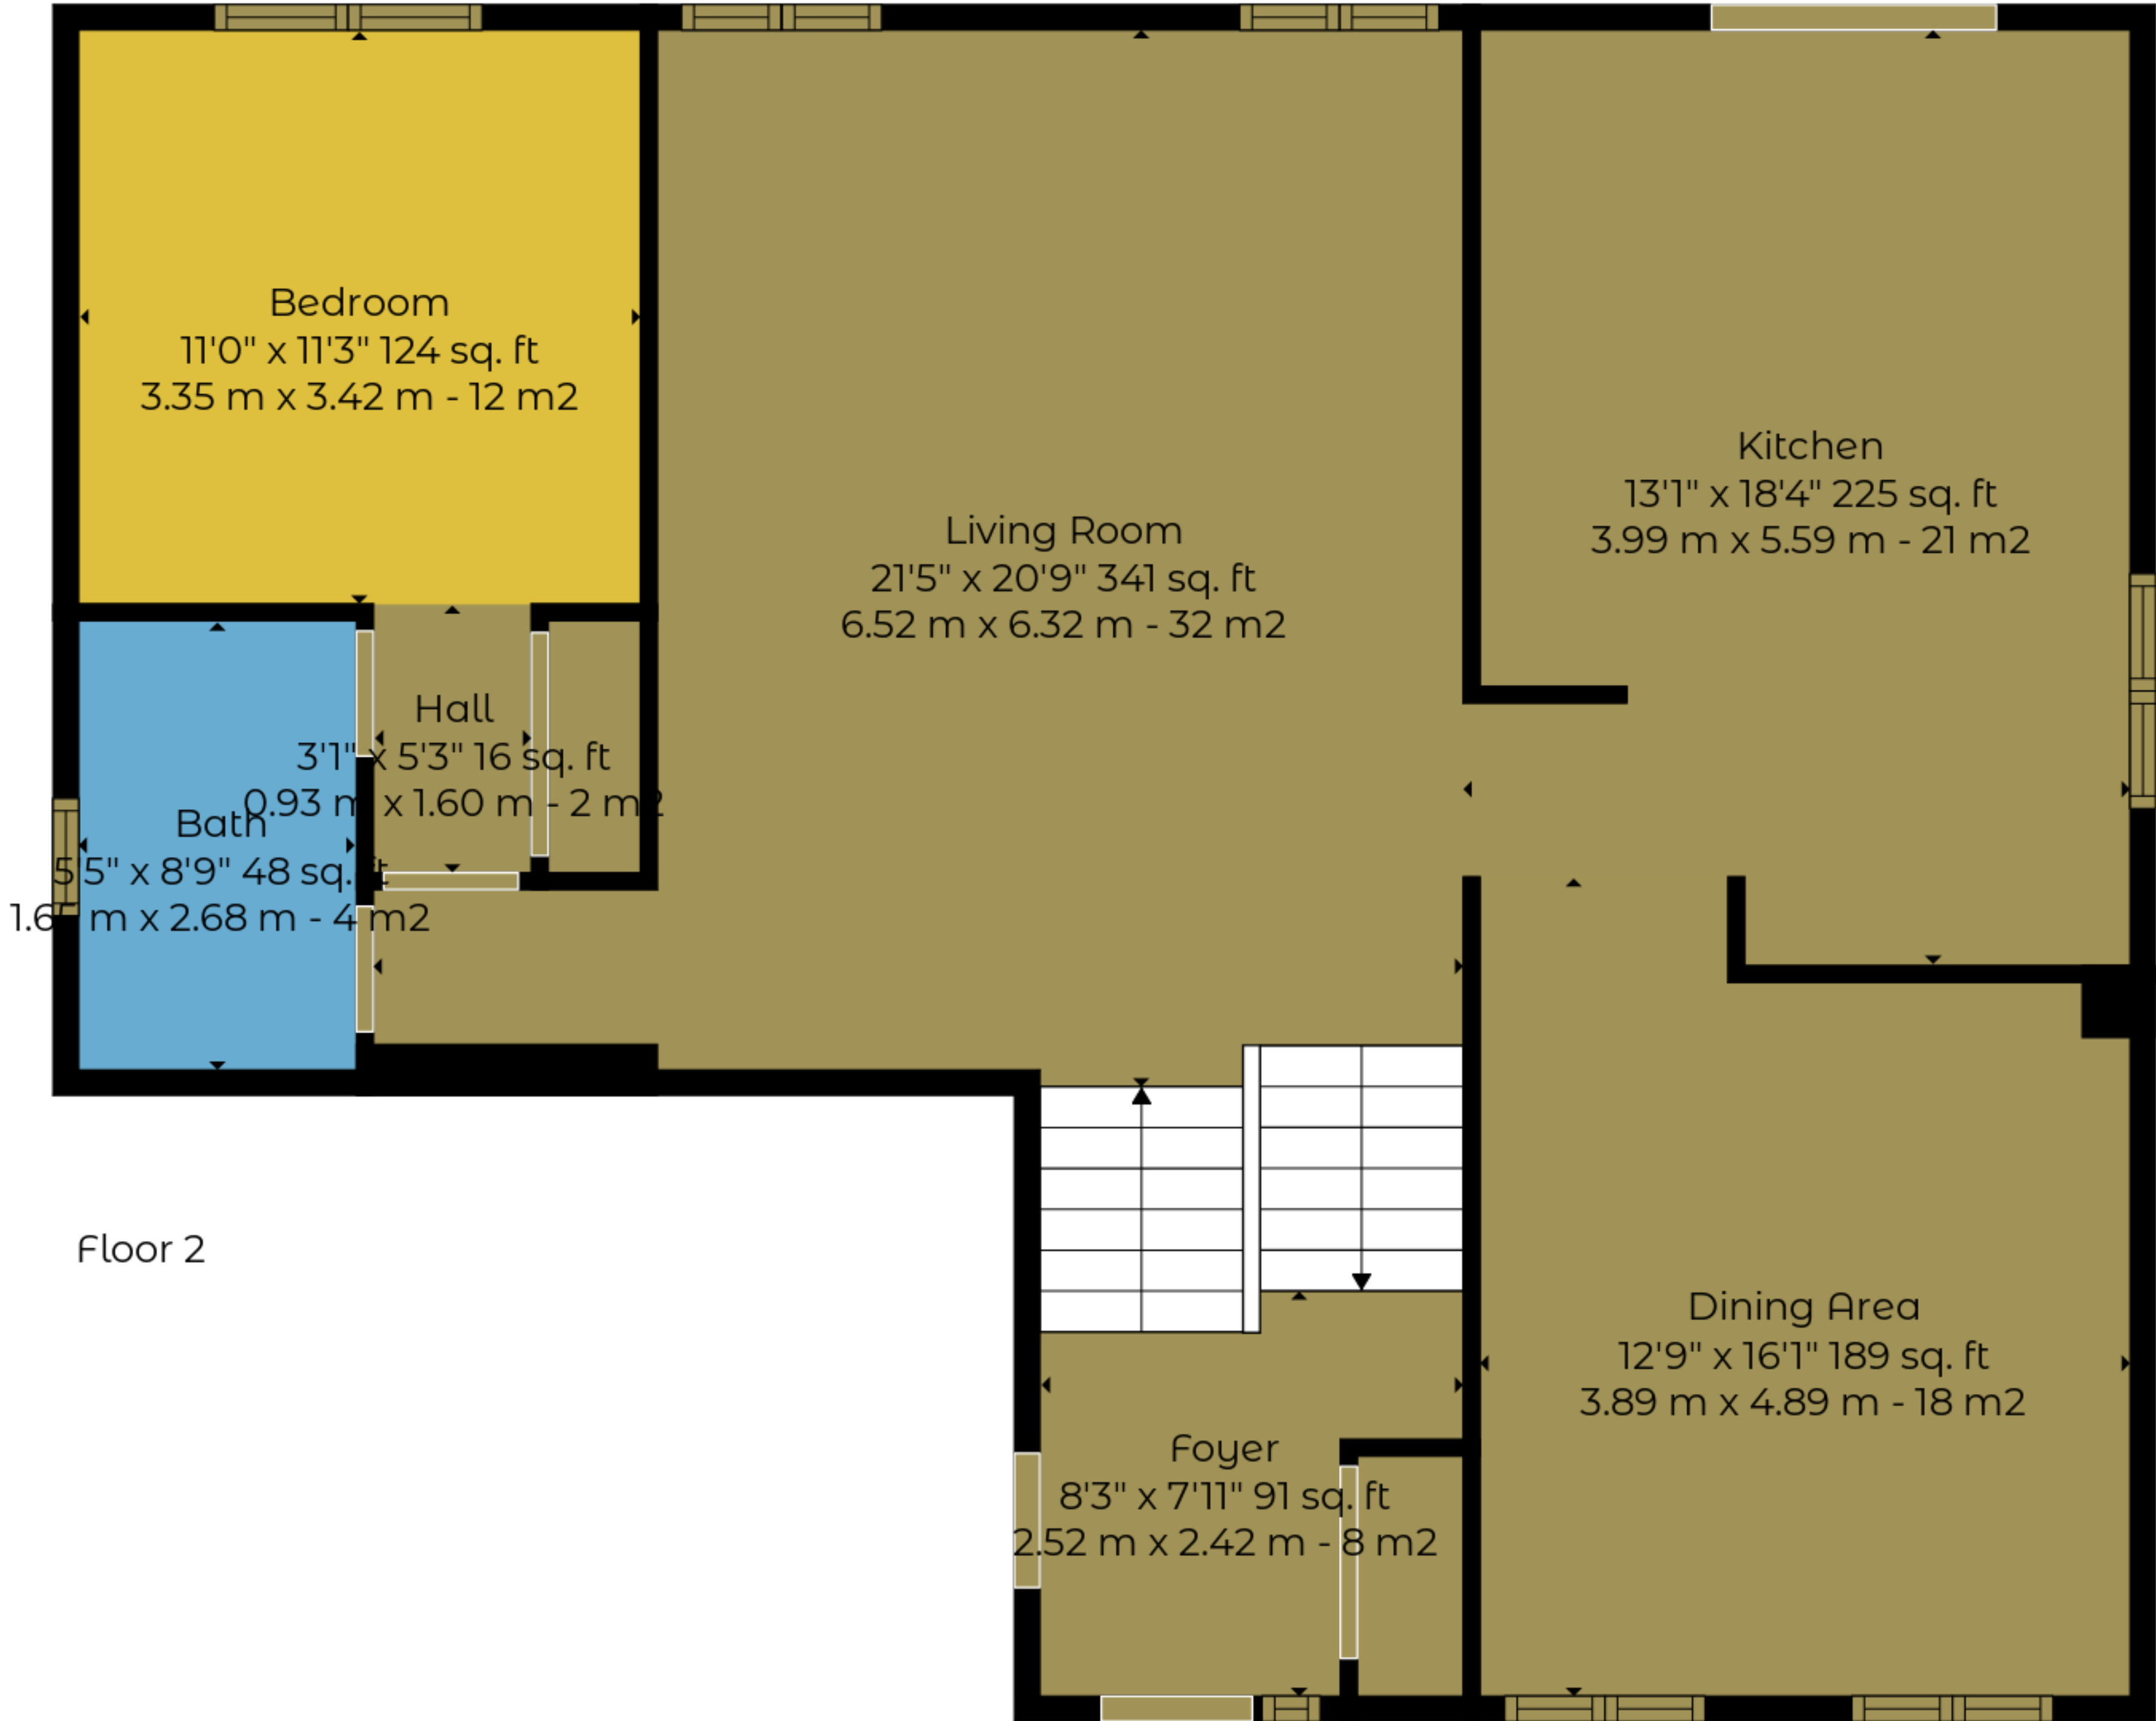 Bedroom
11'0" x 11'3" 124 sq. ft
3.35 m x 3.42 m - 12 m2
Living Room
21'5" x 20'9" 341 sq. ft
6.52 m x 6.32 m - 32 m2
Kitchen
13'1" x 18'4" 225 sq. ft
3.99 m x 5.59 m - 21 m2
Hall
3'1" x 5'3" 16 sq. ft
0.93 m x 1.60 m - 2 m2
Bath
5'5" x 8'9" 48 sq. ft
m x 2.68 m - 4 m2
Floor 2
Dining Area
12'9" x 16'1" 189 sq. ft
3.89 m x 4.89 m - 18 m2
Foyer
8'3" x 7'11" 91 sq. ft
2.52 m x 2.42 m - 8 m2